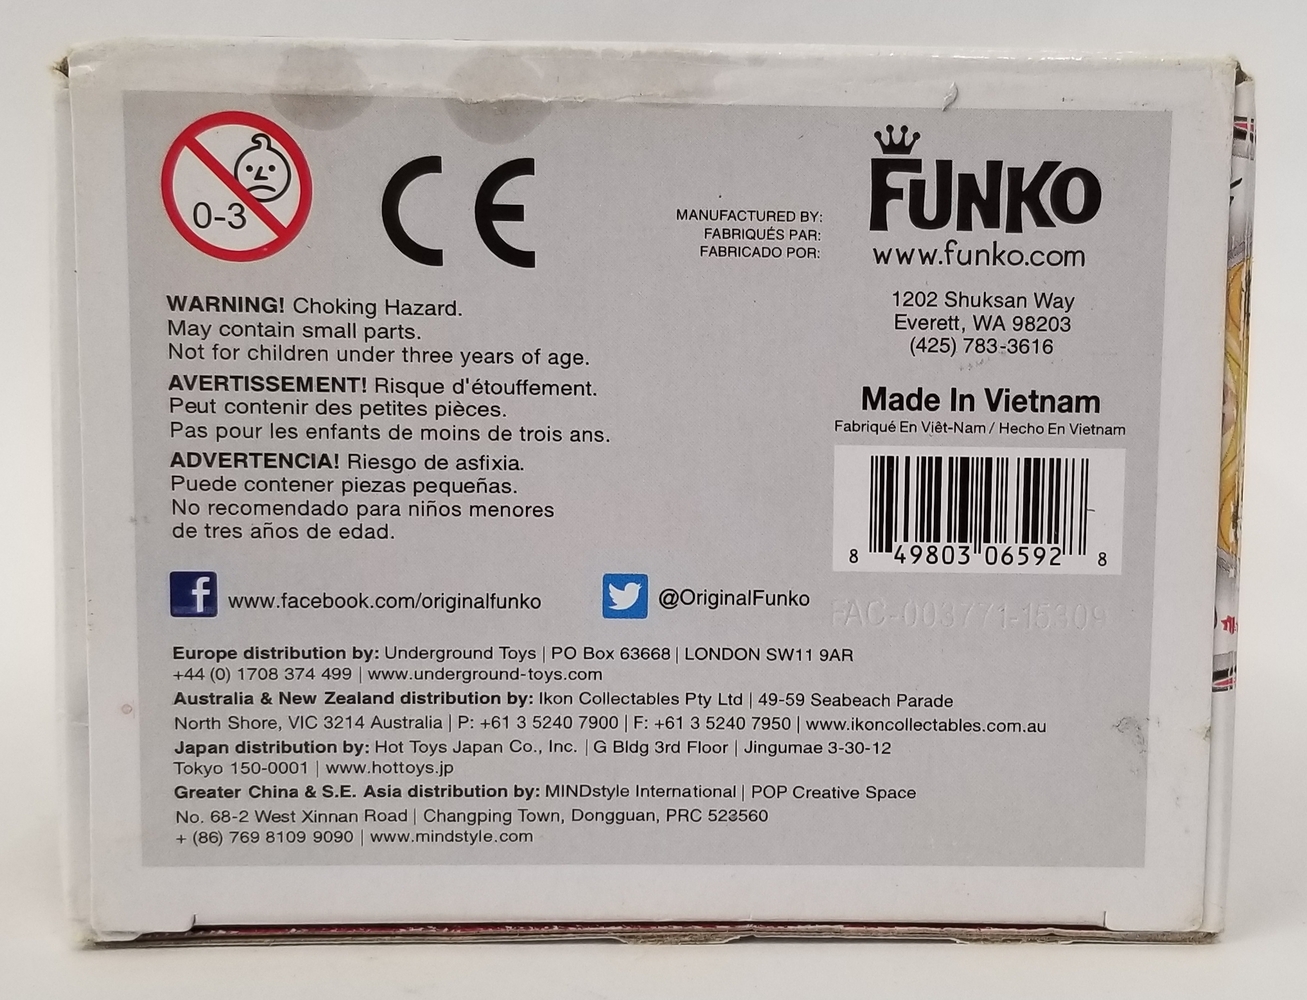 0-3
CE
MANUFACTURED BY:
FABRIQUÉS PAR:
FABRICADO POR:
FUNKO
www.funko.com
1202 Shuksan Way
Everett, WA 98203
(425) 783-3616
WARNING! Choking Hazard.
May contain small parts.
Not for children under three years of age.
AVERTISSEMENT! Risque d'étouffement.
Peut contenir des petites pièces.
Pas pour les enfants de moins de trois ans.
ADVERTENCIA! Riesgo de asfixia.
Puede contener piezas pequeñas.
No recomendado para niños menores
de tres años de edad.
Made In Vietnam
Fabriqué En Viêt-Nam / Hecho En Vietnam
8 49803 06592 8
f www.facebook.com/originalfunko
@OriginalFunko
FAC-003771-15309
Europe distribution by: Underground Toys | PO Box 63668 | LONDON SW11 9AR
+44 (0) 1708 374 499 | www.underground-toys.com
Australia & New Zealand distribution by: Ikon Collectables Pty Ltd | 49-59 Seabeach Parade
North Shore, VIC 3214 Australia | P: +61 3 5240 7900 | F: +61 3 5240 7950 | www.ikoncollectables.com.au
Japan distribution by: Hot Toys Japan Co., Inc. | G Bldg 3rd Floor | Jingumae 3-30-12
Tokyo 150-0001 | www.hottoys.jp
Greater China & S.E. Asia distribution by: MINDstyle International | POP Creative Space
No. 68-2 West Xinnan Road | Changping Town, Dongguan, PRC 523560
+ (86) 769 8109 9090 | www.mindstyle.com